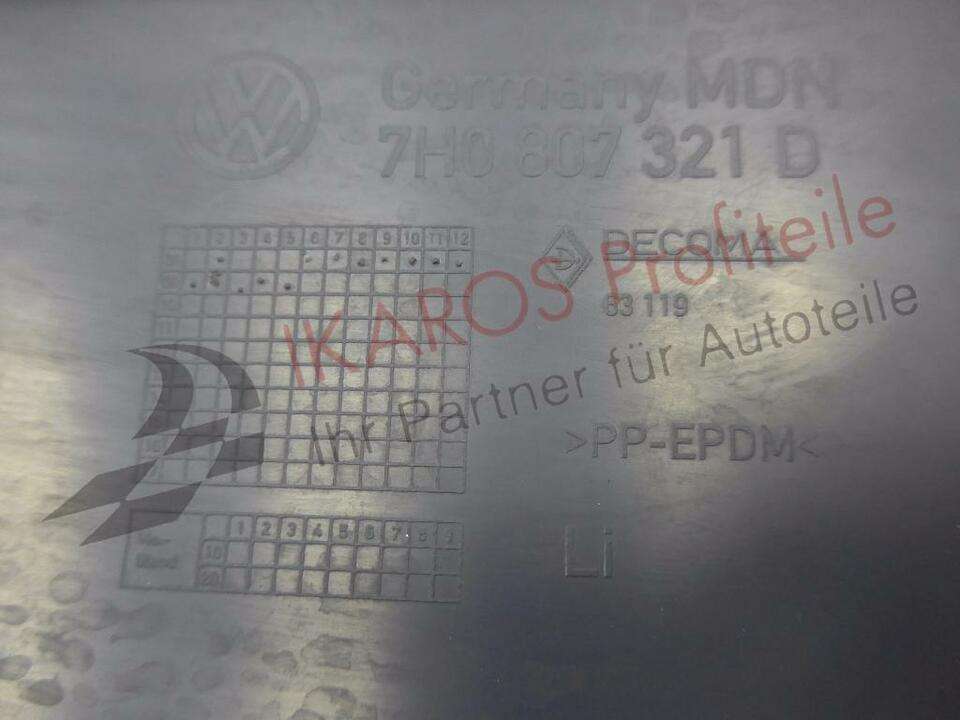 Germany MDN
7H0 807 321 D
1 2 3 4 5 6 7 8 9 10 11 12
DECOMA
63119
IKAROS Profiteile
Ihr Partner für Autoteile
>PP-EPDM<
1 2 3 4 5 6 7 8 9
10
20
Li